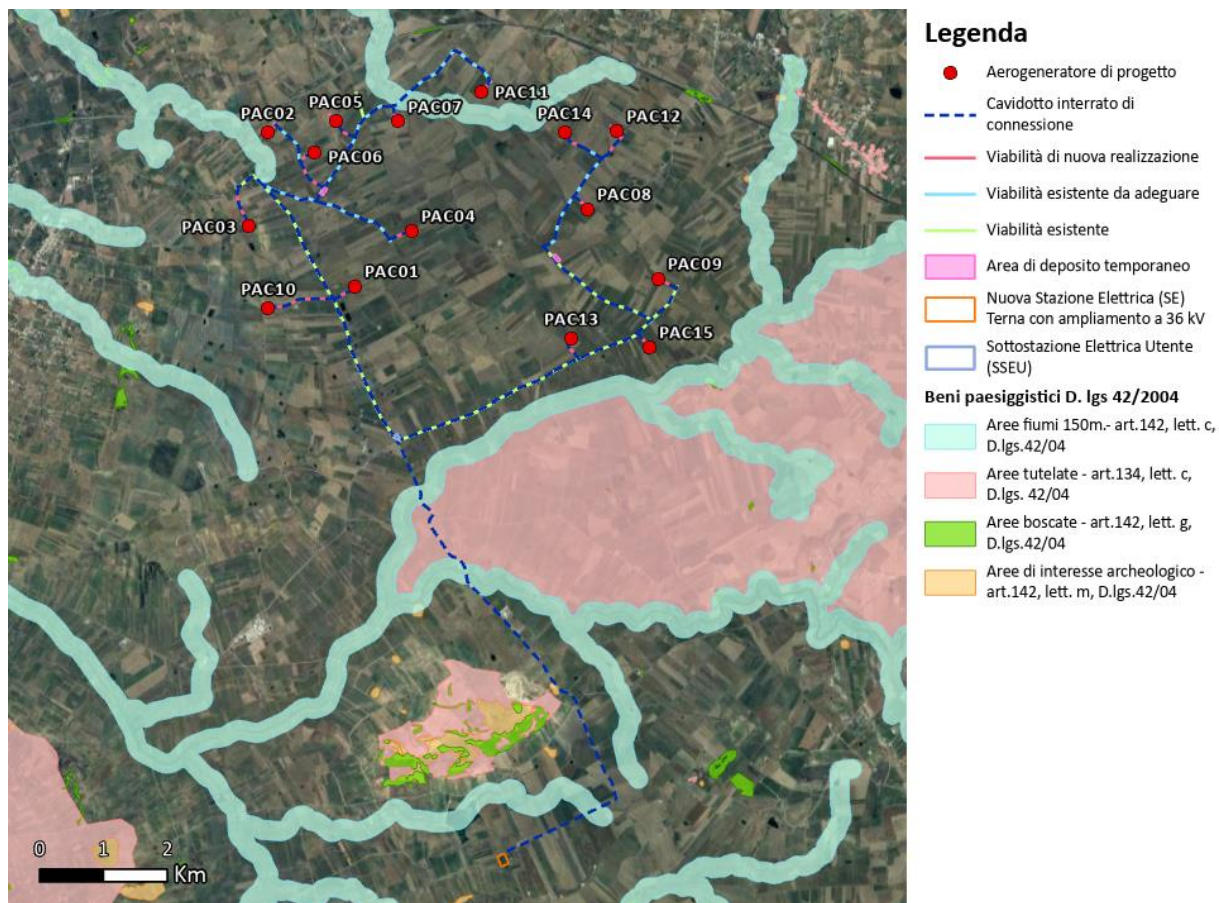 PAC11
PAC05
PAC07
PAC02
PAC14
PAC12
PAC06
PAC08
PAC04
PAC03
PAC09
PAC01
PAC10
PAC13
PAC15
0 1 2
Km
Legenda
Aerogeneratore di progetto
Cavidotto interrato di
connessione
Viabilità di nuova realizzazione
Viabilità esistente da adeguare
Viabilità esistente
Area di deposito temporaneo
Nuova Stazione Elettrica (SE)
Terna con ampliamento a 36 kV
Sottostazione Elettrica Utente
(SSEU)
Beni paesiggistici D. lgs 42/2004
Aree fiumi 150m.- art.142, lett. c,
D.lgs.42/04
Aree tutelate - art.134, lett. c,
D.lgs. 42/04
Aree boscate - art.142, lett. g,
D.lgs.42/04
Aree di interesse archeologico -
art.142, lett. m, D.lgs.42/04